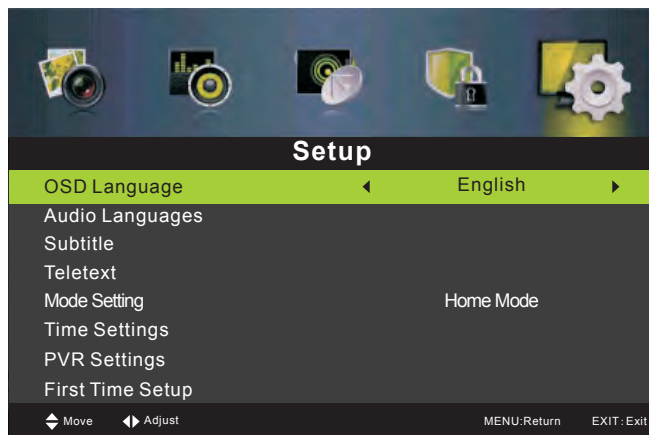 Setup
OSD Language English
Audio Languages
Subtitle
Teletext
Mode Setting Home Mode
Time Settings
PVR Settings
First Time Setup
Move Adjust MENU:Return EXIT:Exit